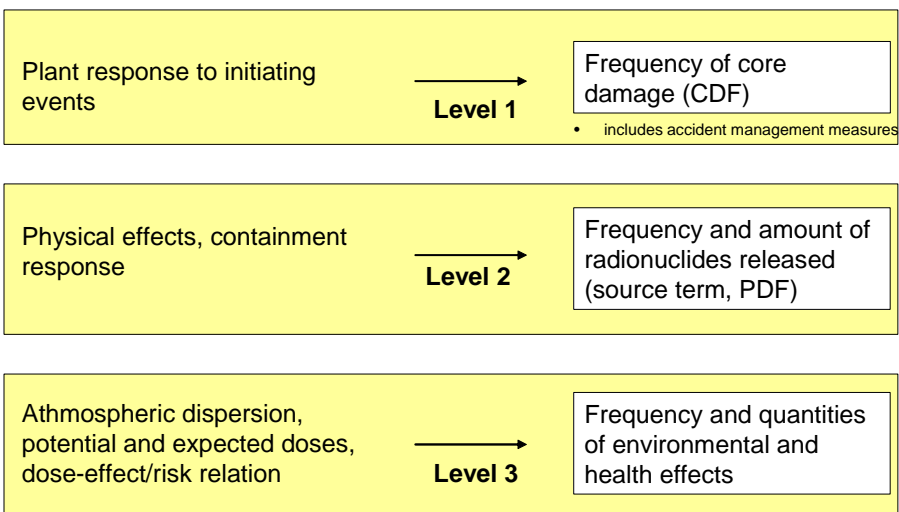 Plant response to initiating
events
Level 1
Frequency of core
damage (CDF)
• includes accident management measures
Physical effects, containment
response
Level 2
Frequency and amount of
radionuclides released
(source term, PDF)
Athmospheric dispersion,
potential and expected doses,
dose-effect/risk relation
Level 3
Frequency and quantities
of environmental and
health effects